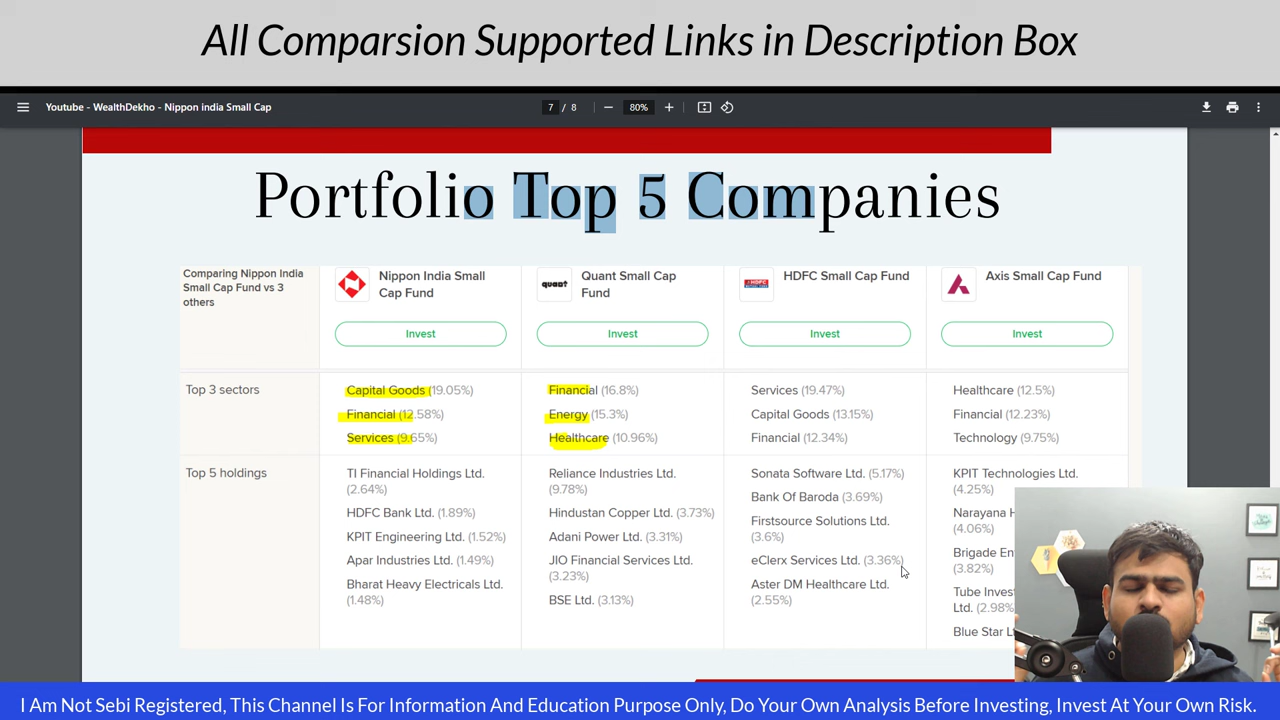 All Comparsion Supported Links in Description Box
Youtube - WealthDekho - Nippon india Small Cap
7 / 8
80%
Portfolio Top 5 Companies
Comparing Nippon India
Small Cap Fund vs 3
others
Nippon India Small
Cap Fund
Invest
quant
Quant Small Cap
Fund
Invest
HDFC Small Cap Fund
Invest
Axis Small Cap Fund
Invest
Top 3 sectors
Capital Goods (19.05%)
Financial (12.58%)
Services (9.65%)
Financial (16.8%)
Energy (15.3%)
Healthcare (10.96%)
Services (19.47%)
Capital Goods (13.15%)
Financial (12.34%)
Healthcare (12.5%)
Financial (12.23%)
Technology (9.75%)
Top 5 holdings
TI Financial Holdings Ltd.
(2.64%)
HDFC Bank Ltd. (1.89%)
KPIT Engineering Ltd. (1.52%)
Apar Industries Ltd. (1.49%)
Bharat Heavy Electricals Ltd.
(1.48%)
Reliance Industries Ltd.
(9.78%)
Hindustan Copper Ltd. (3.73%)
Adani Power Ltd. (3.31%)
JIO Financial Services Ltd.
(3.23%)
BSE Ltd. (3.13%)
Sonata Software Ltd. (5.17%)
Bank Of Baroda (3.69%)
Firstsource Solutions Ltd.
(3.6%)
eClerx Services Ltd. (3.36%)
Aster DM Healthcare Ltd.
(2.55%)
KPIT Technologies Ltd.
(4.25%)
Narayana
(4.06%)
Brigade
(3.82%)
Tube
Ltd. (2.98%
Blue Star
I Am Not Sebi Registered, This Channel Is For Information And Education Purpose Only, Do Your Own Analysis Before Investing, Invest At Your Own Risk.